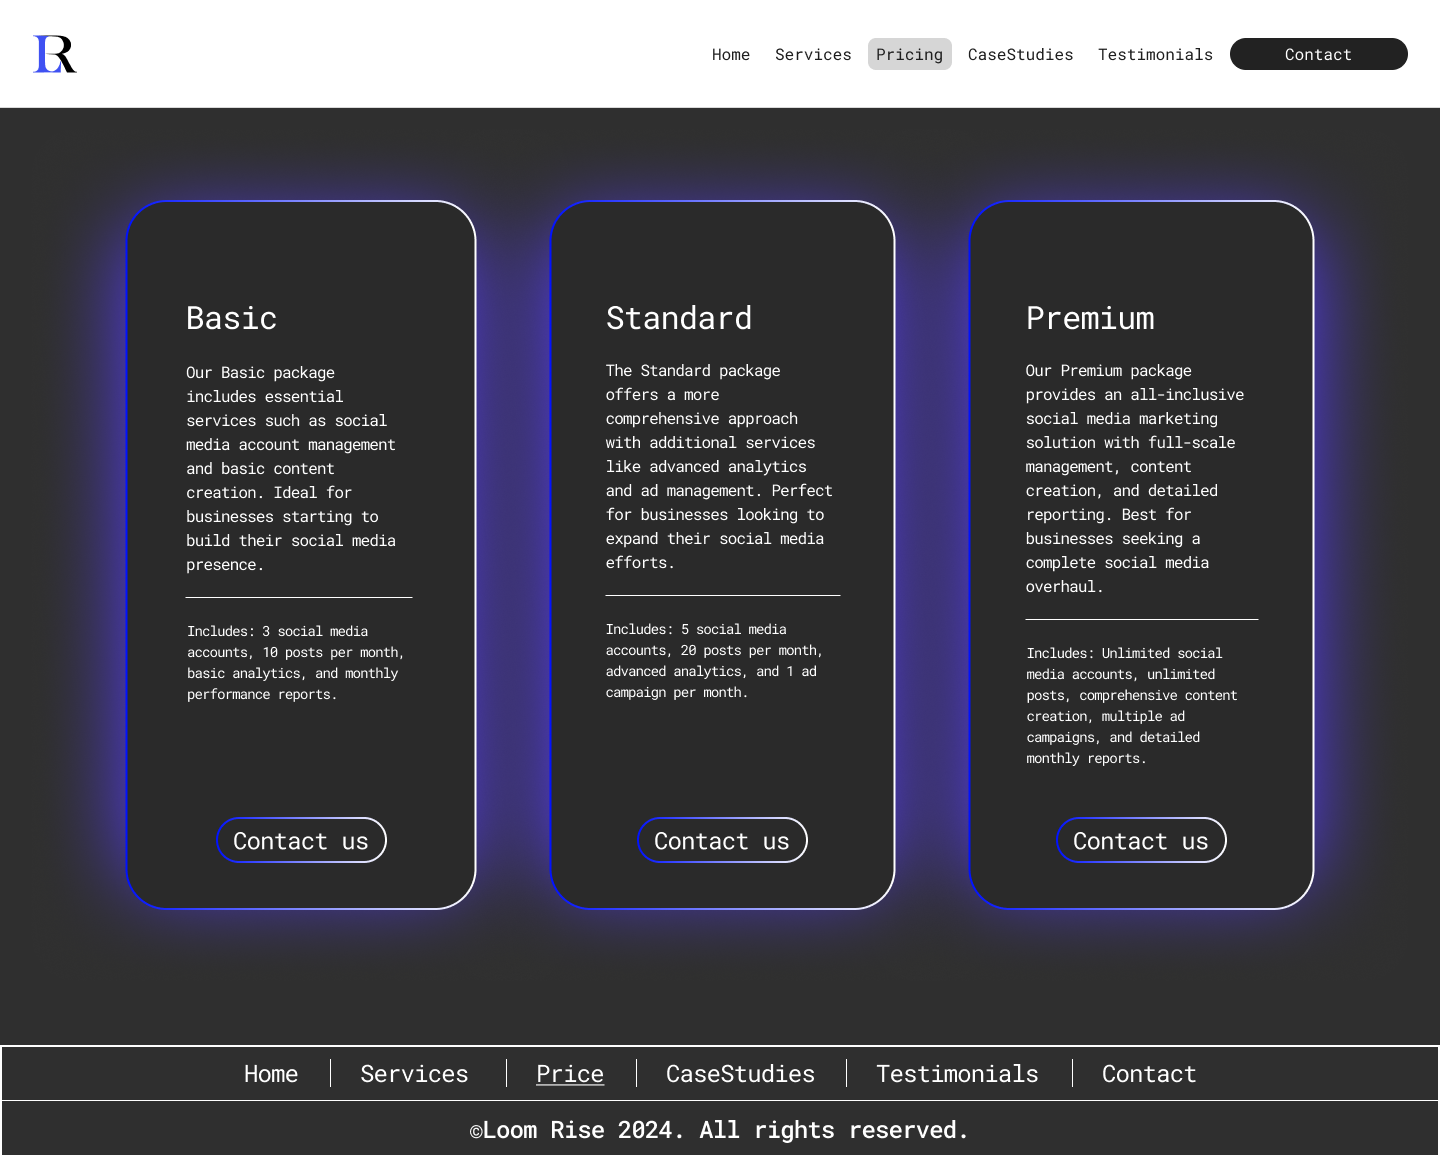 LR
Home Services Pricing CaseStudies Testimonials Contact
Basic
Our Basic package
includes essential
services such as social
media account management
and basic content
creation. Ideal for
businesses starting to
build their social media
presence.
Includes: 3 social media
accounts, 10 posts per month,
basic analytics, and monthly
performance reports.
Contact us
Standard
The Standard package
offers a more
comprehensive approach
with additional services
like advanced analytics
and ad management. Perfect
for businesses looking to
expand their social media
efforts.
Includes: 5 social media
accounts, 20 posts per month,
advanced analytics, and 1 ad
campaign per month.
Contact us
Premium
Our Premium package
provides an all-inclusive
social media marketing
solution with full-scale
management, content
creation, and detailed
reporting. Best for
businesses seeking a
complete social media
overhaul.
Includes: Unlimited social
media accounts, unlimited
posts, comprehensive content
creation, multiple ad
campaigns, and detailed
monthly reports.
Contact us
Home Services Price CaseStudies Testimonials Contact
©Loom Rise 2024. All rights reserved.